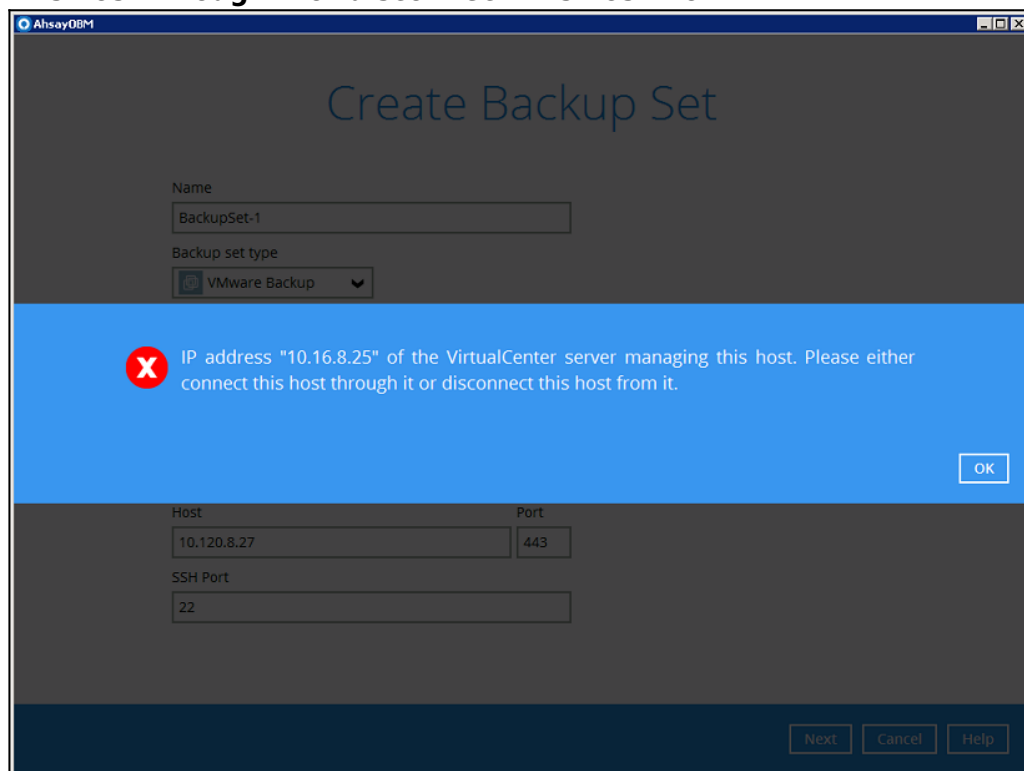 AhsayOBM
Create Backup Set
Name
BackupSet-1
Backup set type
VMware Backup
IP address "10.16.8.25" of the VirtualCenter server managing this host. Please either
connect this host through it or disconnect this host from it.
OK
Host Port
10.120.8.27 443
SSH Port
22
Next Cancel Help